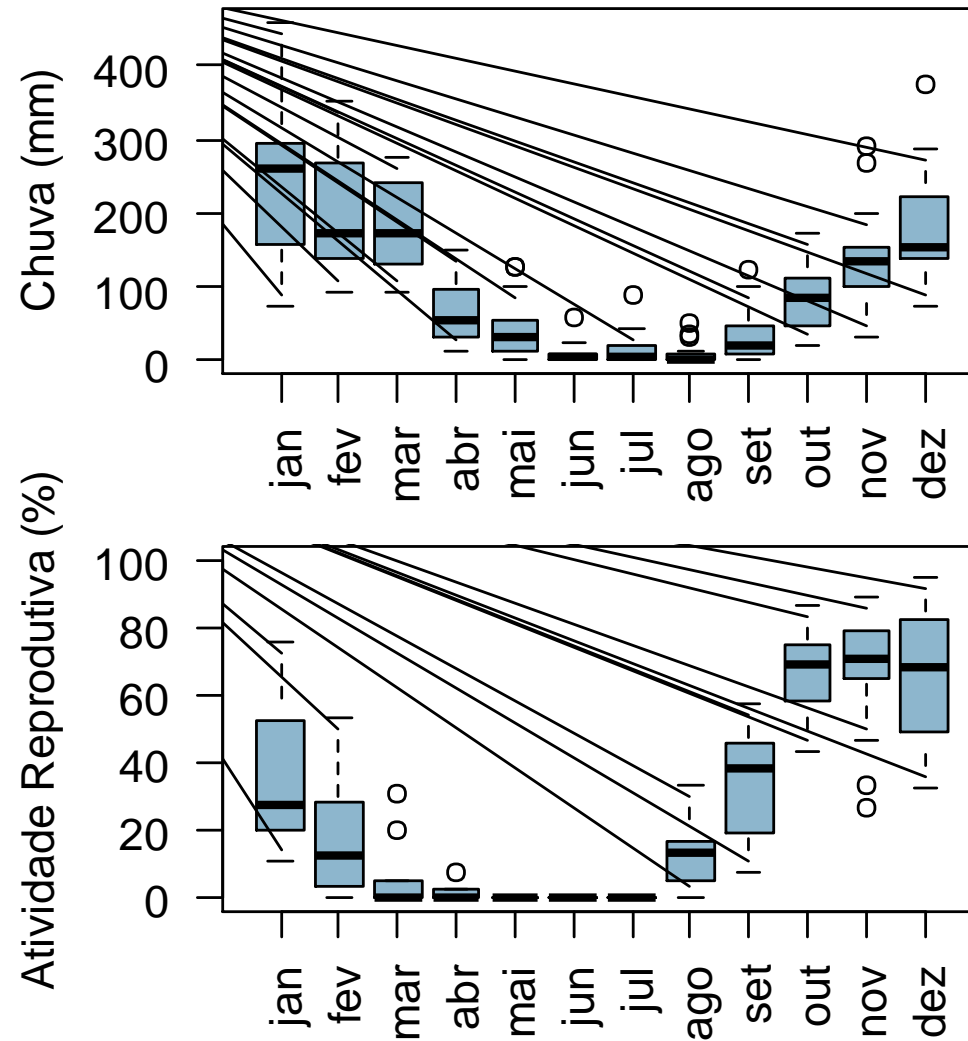 Chuva (mm)
400
300
200
100
0
jan fev mar abr mai jun jul ago set out nov dez
Atividade Reprodutiva (%)
100
80
60
40
20
0
jan fev mar abr mai jun jul ago set out nov dez